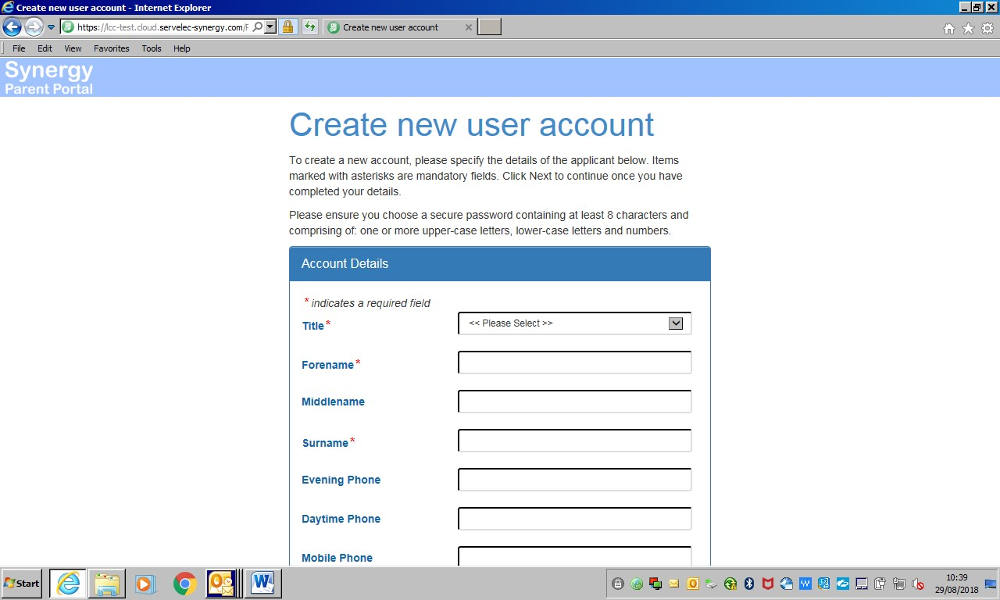 Create new user account - Internet Explorer
https://lcc-test.cloud.servelec-synergy.com/
Create new user account
File Edit View Favorites Tools Help
Synergy
Parent Portal
Create new user account
To create a new account, please specify the details of the applicant below. Items
marked with asterisks are mandatory fields. Click Next to continue once you have
completed your details.
Please ensure you choose a secure password containing at least 8 characters and
comprising of: one or more upper-case letters, lower-case letters and numbers.
Account Details
* indicates a required field
Title*
<< Please Select >>
Forename*
Middlename
Surname*
Evening Phone
Daytime Phone
Mobile Phone
Start
10:39
29/08/2018